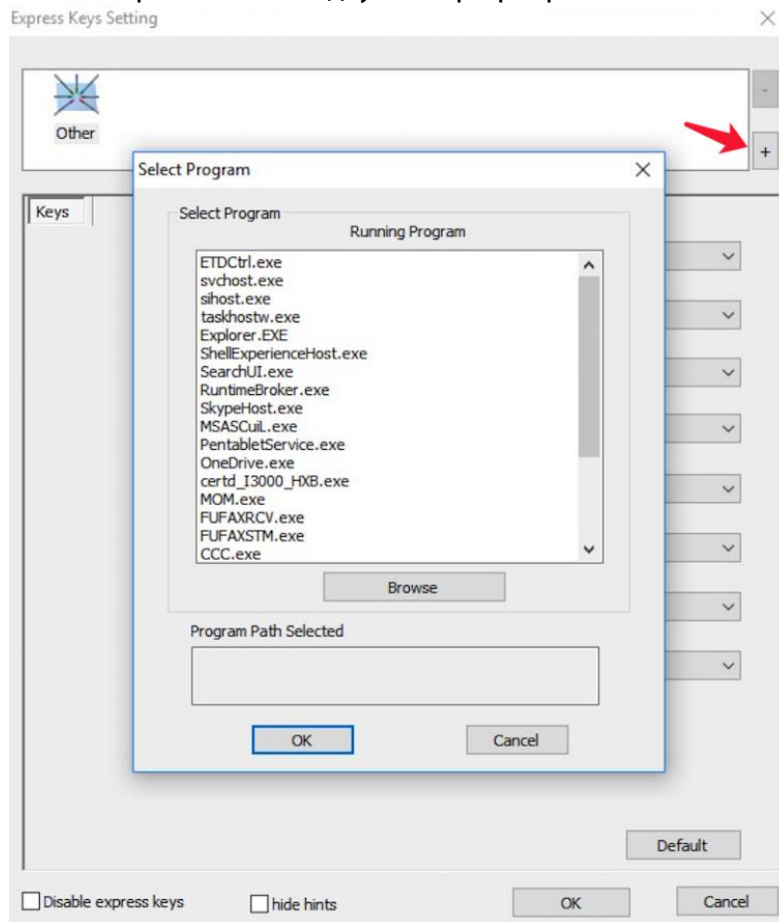 Express Keys Setting
Other
-
+
Select Program
Keys
Select Program
Running Program
ETDCtrl.exe
svchost.exe
sihost.exe
taskhostw.exe
Explorer.EXE
ShellExperienceHost.exe
SearchUI.exe
RuntimeBroker.exe
SkypeHost.exe
MSASCuiL.exe
PentabletService.exe
OneDrive.exe
certd_I3000_HXB.exe
MOM.exe
FUFAXRCV.exe
FUFAXSTM.exe
CCC.exe
Browse
Program Path Selected
OK Cancel
Default
Disable express keys hide hints OK Cancel